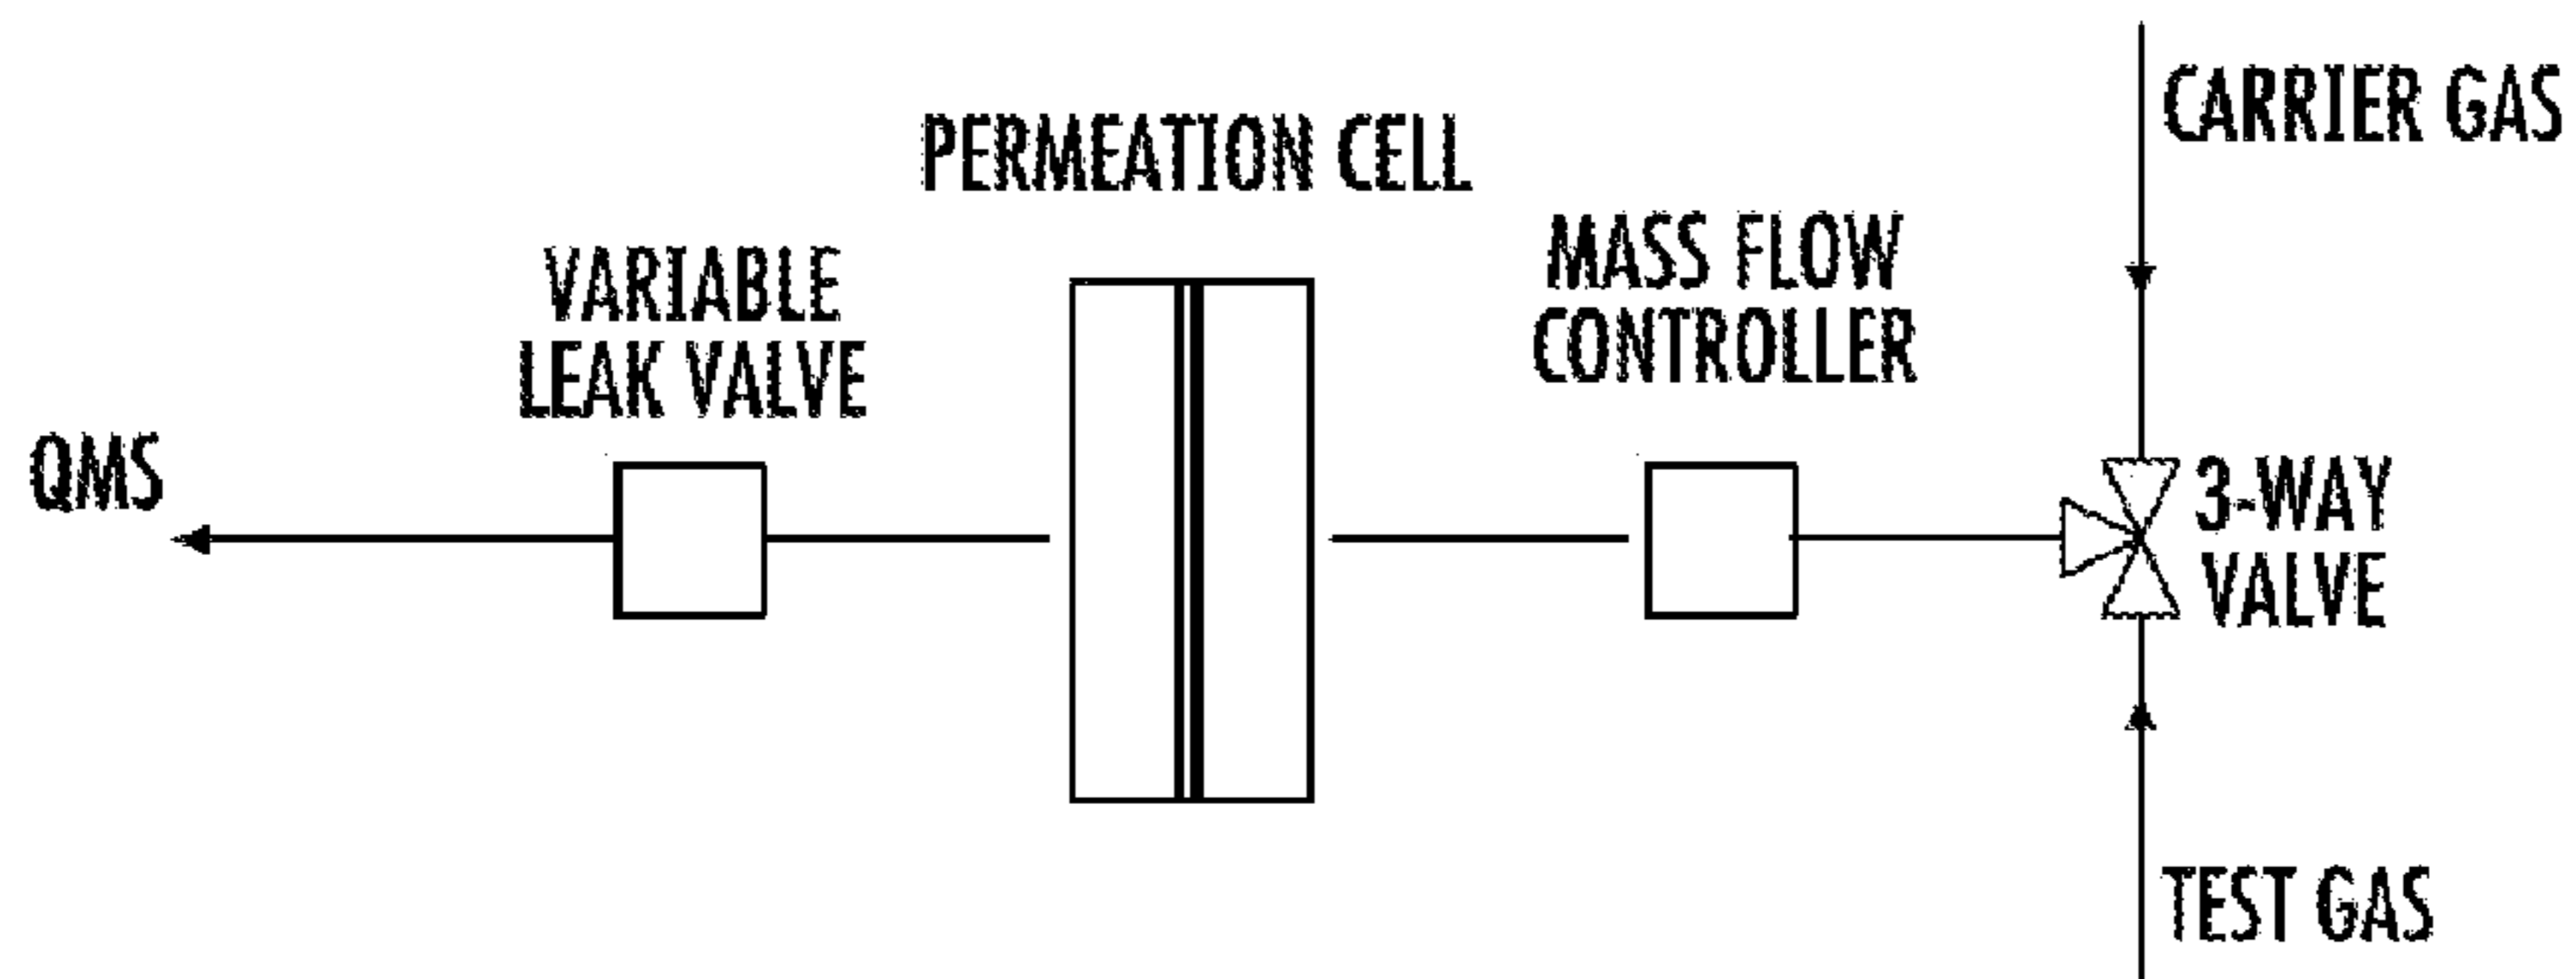 CARRIER GAS
PERMEATION CELL
MASS FLOW
CONTROLLER
VARIABLE
LEAK VALVE
QMS
3-WAY
VALVE
TEST GAS